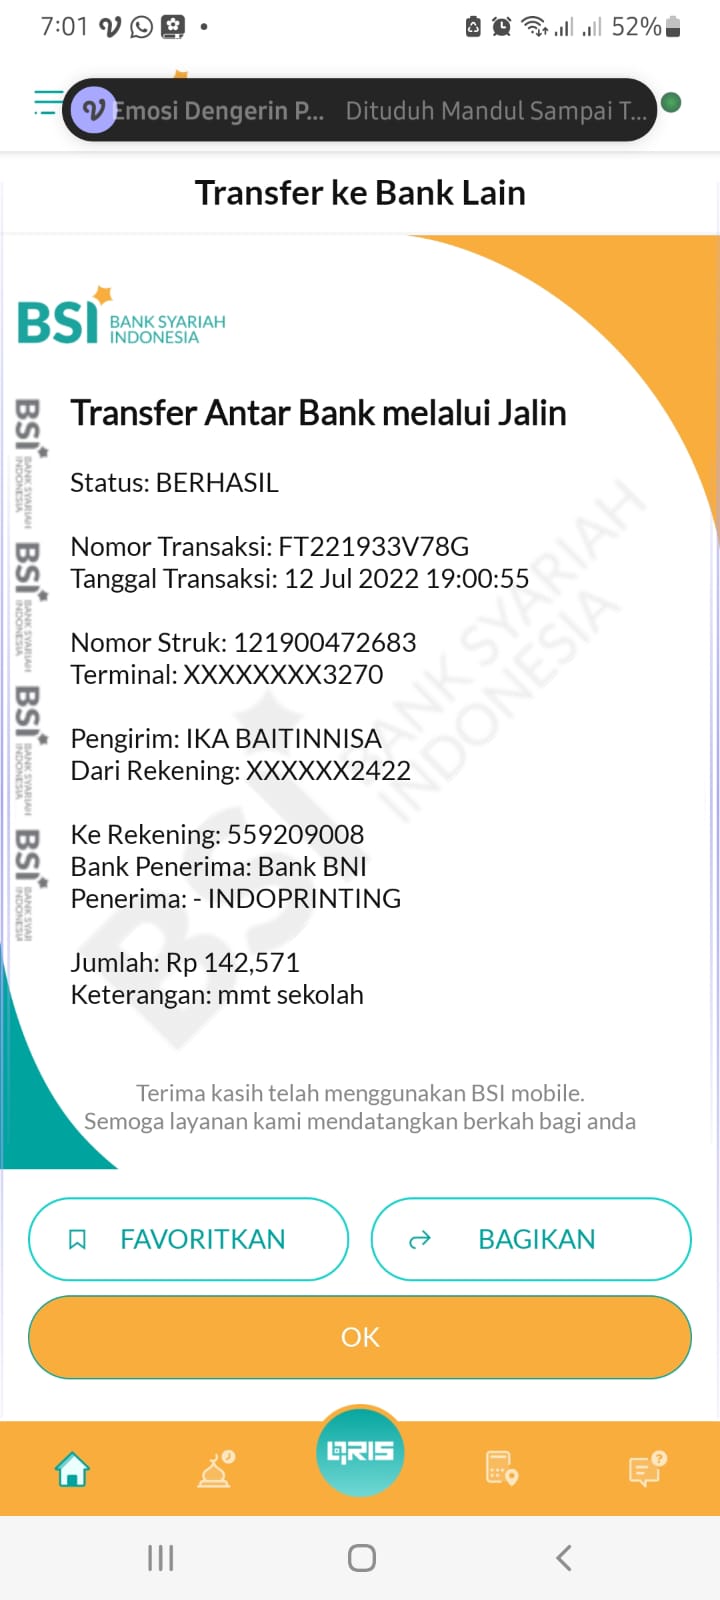 7:01
52%
Emosi Dengerin P... Dituduh Mandul Sampai T...
Transfer ke Bank Lain
BSI BANK SYARIAH
INDONESIA
Transfer Antar Bank melalui Jalin
Status: BERHASIL
Nomor Transaksi: FT221933V78G
Tanggal Transaksi: 12 Jul 2022 19:00:55
Nomor Struk: 121900472683
Terminal: XXXXXXXX3270
Pengirim: IKA BAITINNISA
Dari Rekening: XXXXXX2422
Ke Rekening: 559209008
Bank Penerima: Bank BNI
Penerima: - INDOPRINTING
Jumlah: Rp 142,571
Keterangan: mmt sekolah
BSI BANK SYARIAH
INDONESIA
BSI BANK SYARIAH
INDONESIA
BSI BANK SYARIAH
INDONESIA
BSI BANK SYARIAH
INDONESIA
BSI BANK SYAR
INDONESIA
Terima kasih telah menggunakan BSI mobile.
Semoga layanan kami mendatangkan berkah bagi anda
FAVORITKAN
BAGIKAN
OK
QRIS